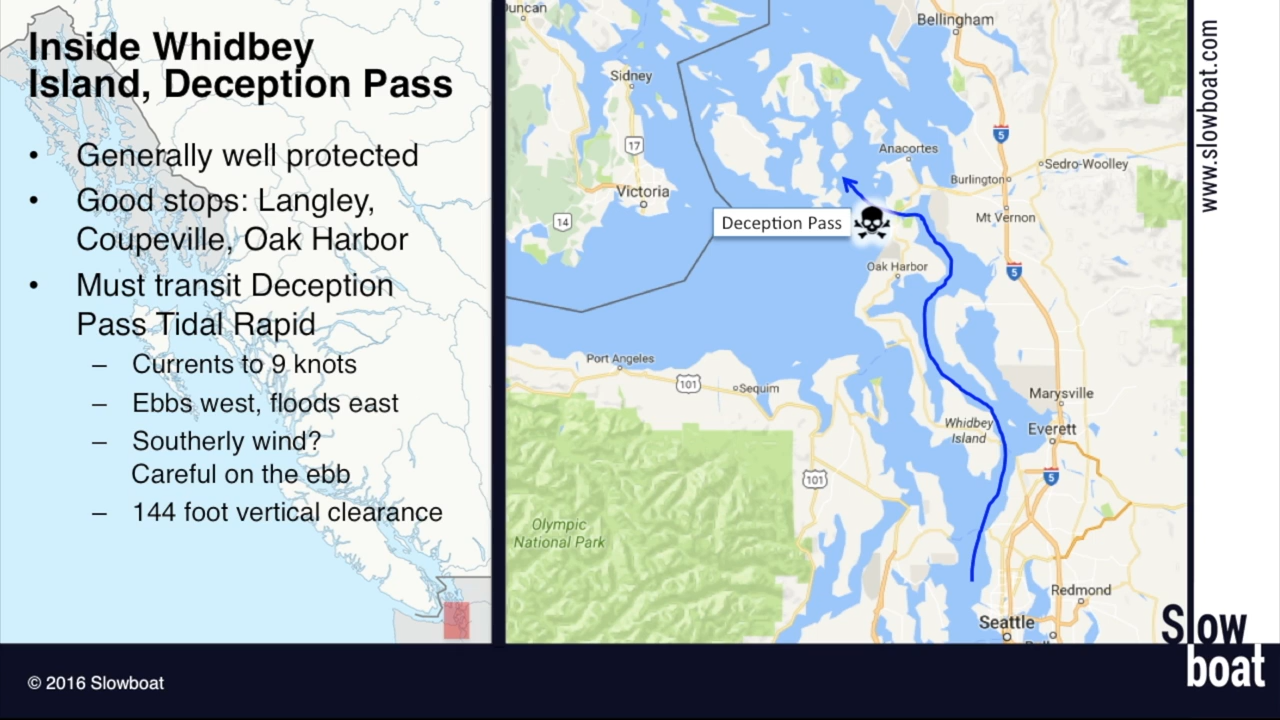 Inside Whidbey
Island, Deception Pass
• Generally well protected
• Good stops: Langley,
Coupeville, Oak Harbor
• Must transit Deception
Pass Tidal Rapid
– Currents to 9 knots
– Ebbs west, floods east
– Southerly wind?
Careful on the ebb
– 144 foot vertical clearance
Duncan
Bellingham
Sidney
5
17
Anacortes
Sedro-Woolley
Burlington
Victoria
14
Deception Pass
Mt Vernon
Oak Harbor
5
Port Angeles
101
Sequim
Marysville
Whidbey
Island
Everett
101
5
Olympic
National Park
Redmond
Seattle
www.slowboat.com
Slow
boat
© 2016 Slowboat